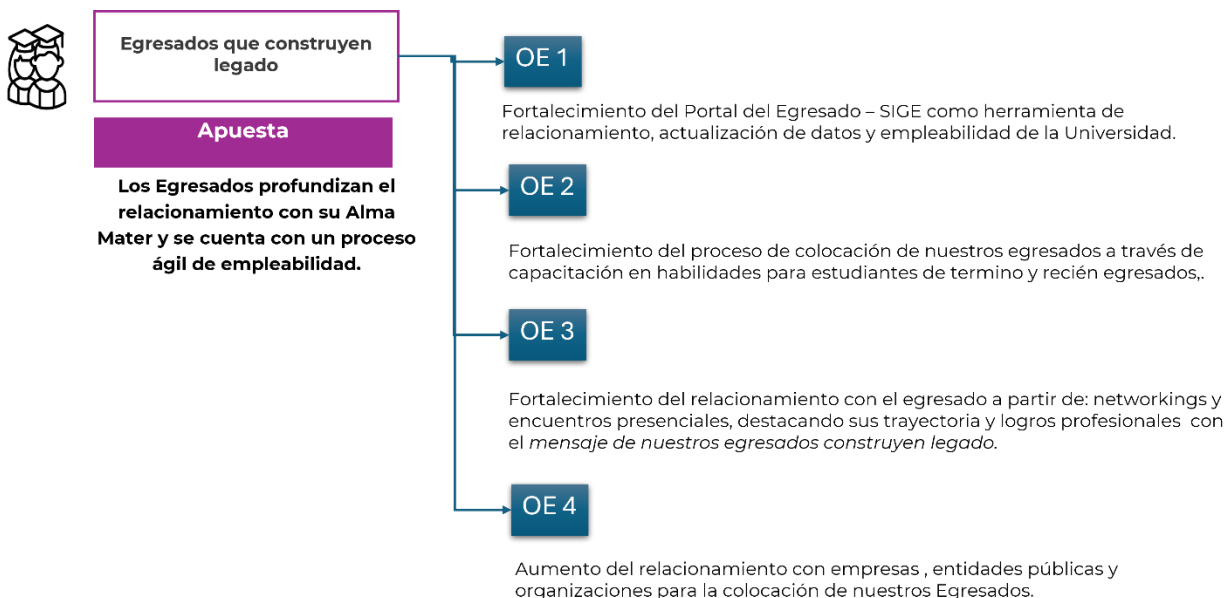 Egresados que construyen
legado
Apuesta
Los Egresados profundizan el
relacionamiento con su Alma
Mater y se cuenta con un proceso
ágil de empleabilidad.
OE 1
Fortalecimiento del Portal del Egresado – SIGE como herramienta de
relacionamiento, actualización de datos y empleabilidad de la Universidad.
OE 2
Fortalecimiento del proceso de colocación de nuestros egresados a través de
capacitación en habilidades para estudiantes de termino y recién egresados,.
OE 3
Fortalecimiento del relacionamiento con el egresado a partir de: networkings y
encuentros presenciales, destacando sus trayectoria y logros profesionales con
el mensaje de nuestros egresados construyen legado.
OE 4
Aumento del relacionamiento con empresas , entidades públicas y
organizaciones para la colocación de nuestros Egresados.